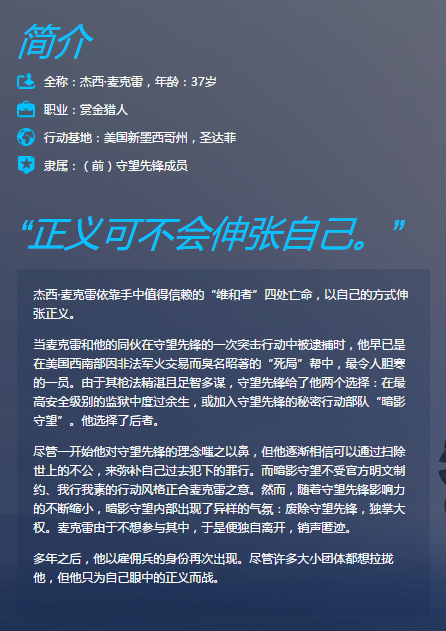 简介
全称：杰西·麦克雷，年龄：37岁
职业：赏金猎人
行动基地：美国新墨西哥州，圣达菲
隶属：（前）守望先锋成员
“正义可不会伸张自己。”
杰西·麦克雷依靠手中值得信赖的“维和者”四处亡命，以自己的方式伸
张正义。
当麦克雷和他的同伙在守望先锋的一次突击行动中被逮捕时，他早已是
在美国西南部因非法军火交易而臭名昭著的“死局”帮中，最令人胆寒
的一员。由于其枪法精湛且足智多谋，守望先锋给了他两个选择：在最
高安全级别的监狱中度过余生，或加入守望先锋的秘密行动部队“暗影
守望”。他选择了后者。
尽管一开始他对守望先锋的理念嗤之以鼻，但他逐渐相信可以通过扫除
世上的不公，来弥补自己过去犯下的罪行。而暗影守望不受官方明文制
约、我行我素的行动风格正合麦克雷之意。然而，随着守望先锋影响力
的不断缩小，暗影守望内部出现了异样的气氛：废除守望先锋，独掌大
权。麦克雷由于不想参与其中，于是便独自离开，销声匿迹。
多年之后，他以雇佣兵的身份再次出现。尽管许多大小团体都想拉拢
他，但他只为自己眼中的正义而战。